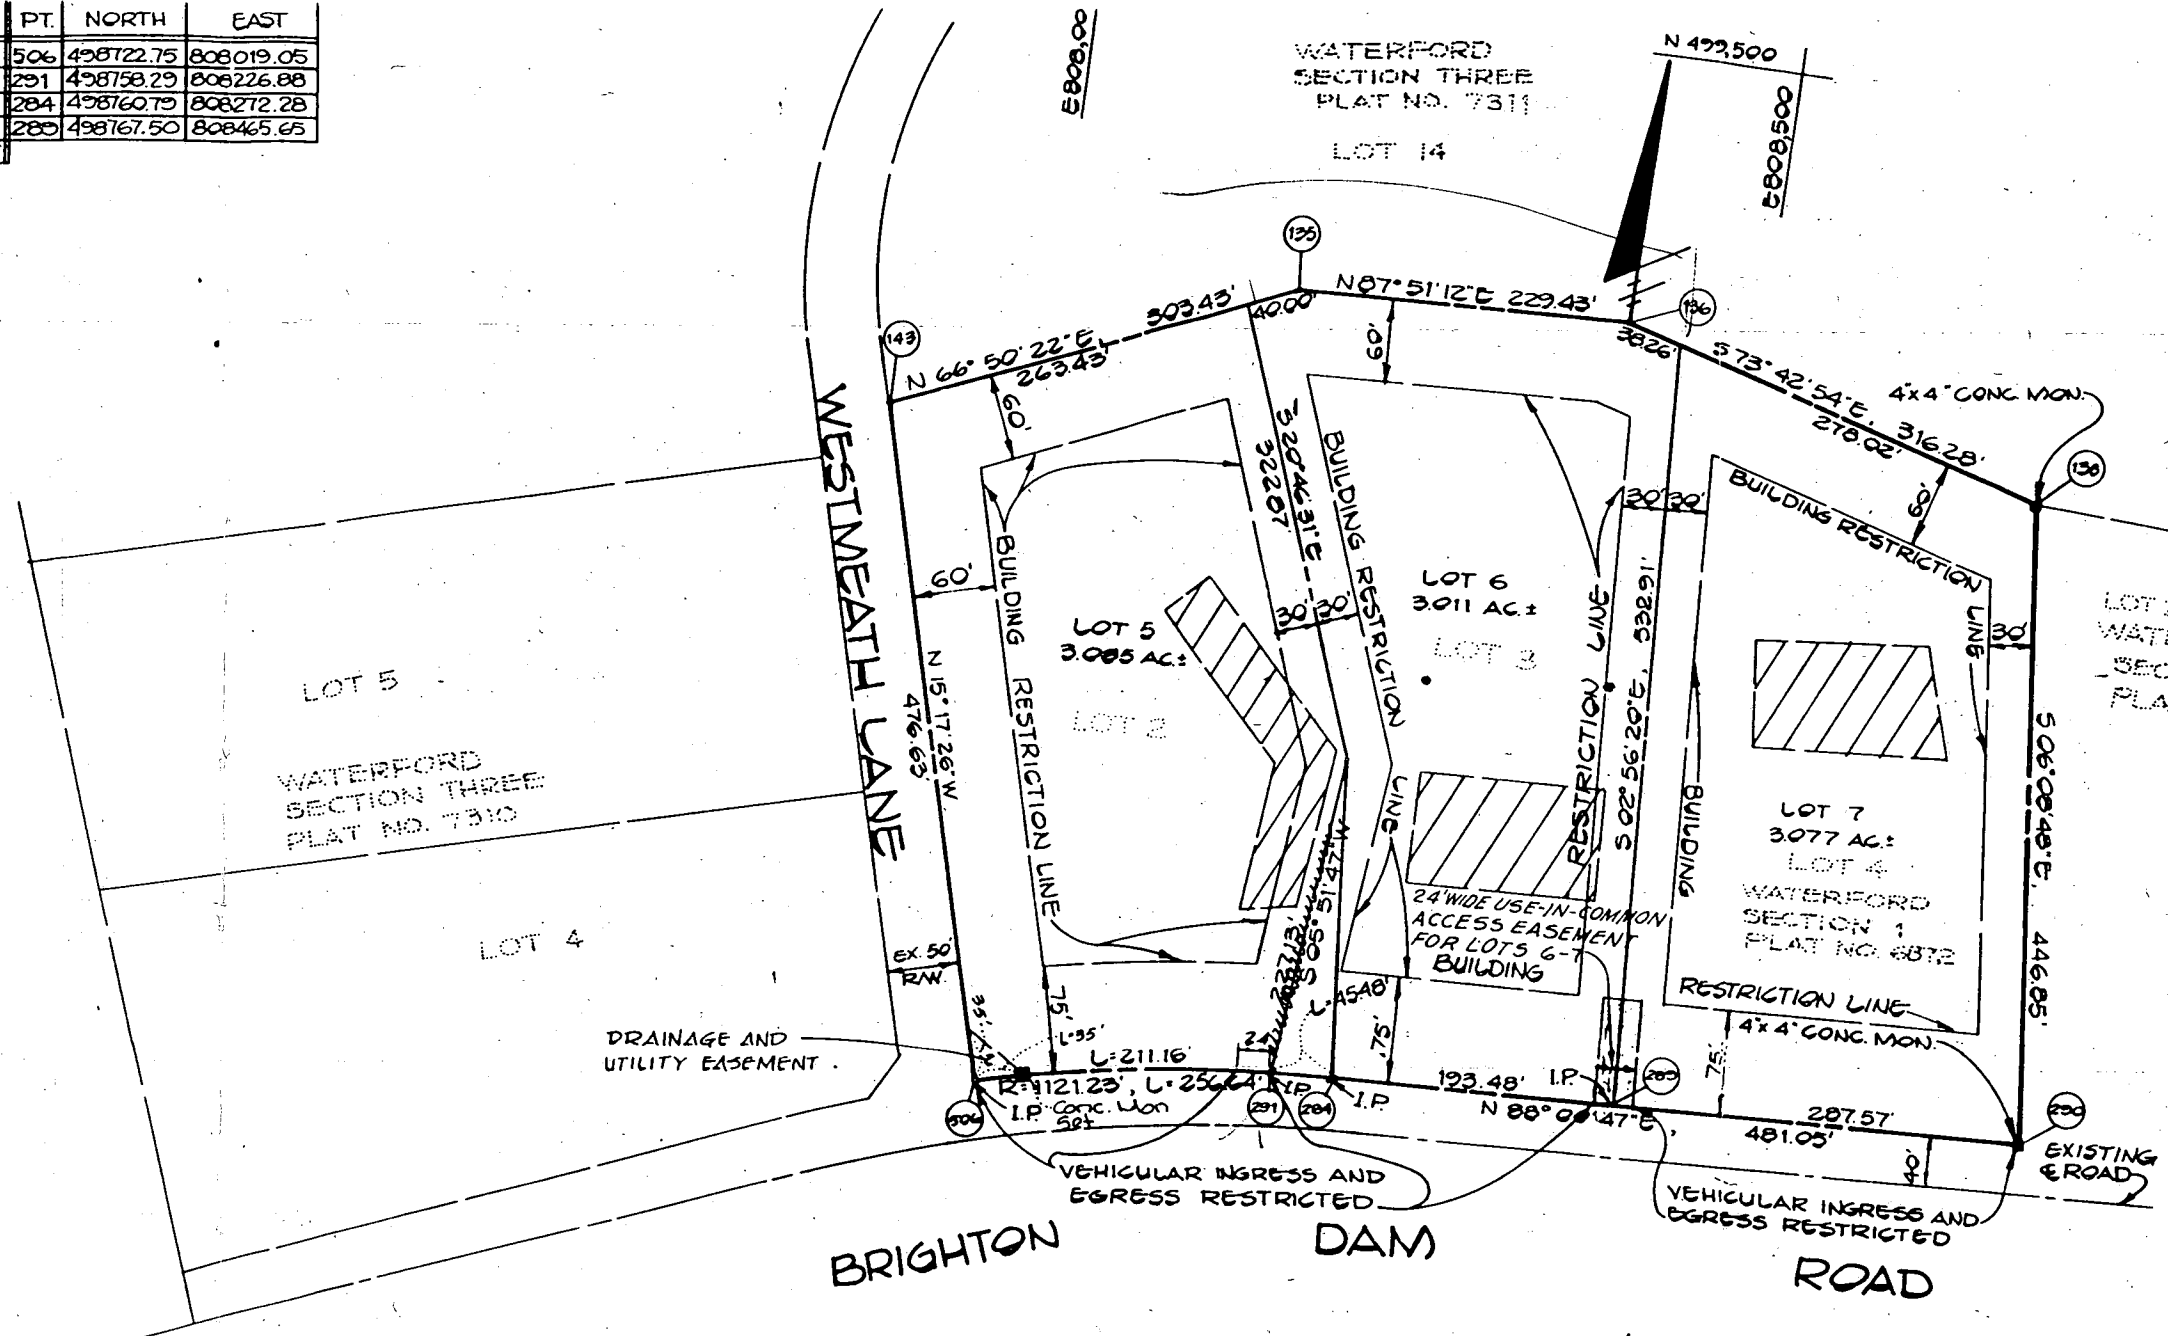 PT. NORTH EAST
506 498722.75 808019.05
291 498758.29 808226.88
284 498760.79 808272.28
289 498767.50 808465.65
E808,00
WATERFORD
SECTION THREE
PLAT NO. 7311
LOT 14
N 499,500
E808,500
135
N 87° 51' 12" E 229.43'
136
303.43'
40.00'
143
N 66° 50' 22" E
263.43'
60'
60'
38.26'
S 73° 42' 54" E, 316.28'
278.02'
4"x4" CONC. MON.
138
60'
BUILDING RESTRICTION LINE
30'
WESTMEATH LANE
60'
BUILDING RESTRICTION LINE
S 20° 46' 31" E
322.87'
BUILDING RESTRICTION LINE
30' 30'
30' 30'
LOT 5
3.085 AC.±
LOT 2
LOT 6
3.011 AC.±
LOT 3
RESTRICTION LINE
S 02° 56' 20" E, 532.91'
BUILDING
LOT 5
WATERFORD
SECTION THREE
PLAT NO. 7310
LOT 4
N 15° 17' 26" W
476.63'
LOT 7
3.077 AC.±
LOT 4
WATERFORD
SECTION 1
PLAT NO. 6872
S 06° 08' 48" E, 446.85'
LOT
WATE
SEC
PLA
24' WIDE USE-IN-COMMON
ACCESS EASEMENT
FOR LOTS 6-7
BUILDING
S 05° 51' 47" W
L=45.48'
EX. 50'
R/W
35'
75'
75'
RESTRICTION LINE
4"x4" CONC. MON.
75'
DRAINAGE AND
UTILITY EASEMENT
L=35'
L=211.16'
R=1121.23', L=256.64'
I.P. Conc. Mon
Set
506
I.P.
291
284
I.P.
193.48'
I.P.
289
287.57'
481.05'
290
40'
EXISTING
℄ ROAD
VEHICULAR INGRESS AND
EGRESS RESTRICTED
VEHICULAR INGRESS AND
EGRESS RESTRICTED
BRIGHTON DAM ROAD